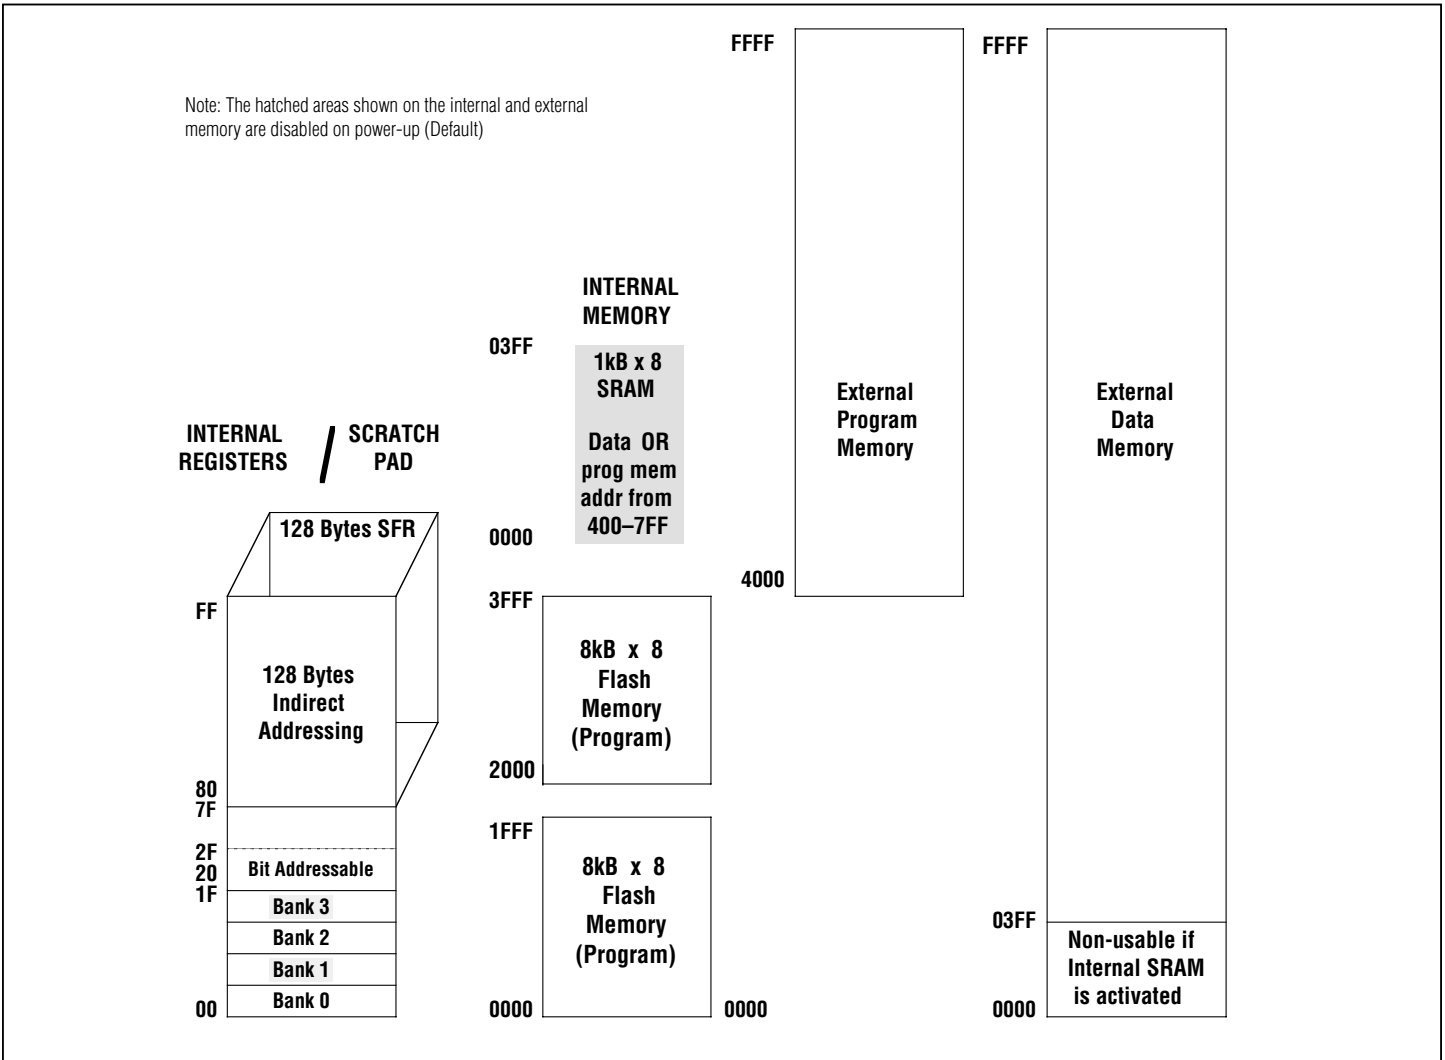 Note: The hatched areas shown on the internal and external
memory are disabled on power-up (Default)
INTERNAL
REGISTERS
/
SCRATCH
PAD
128 Bytes SFR
FF
128 Bytes
Indirect
Addressing
80
7F
2F
20
Bit Addressable
1F
Bank 3
Bank 2
Bank 1
Bank 0
00
INTERNAL
MEMORY
03FF
1kB x 8
SRAM
Data OR
prog mem
addr from
400–7FF
0000
3FFF
8kB x 8
Flash
Memory
(Program)
2000
1FFF
8kB x 8
Flash
Memory
(Program)
0000
FFFF
External
Program
Memory
4000
0000
FFFF
External
Data
Memory
03FF
Non-usable if
Internal SRAM
is activated
0000